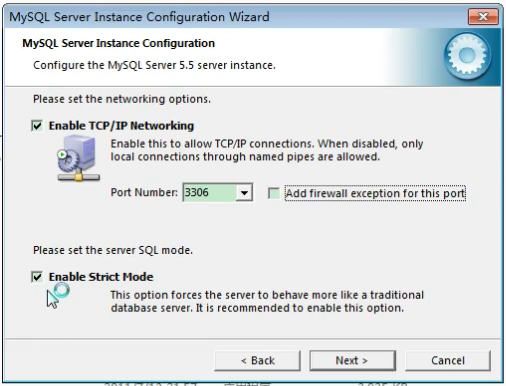 MySQL Server Instance Configuration Wizard
MySQL Server Instance Configuration
Configure the MySQL Server 5.5 server instance.
Please set the networking options.
Enable TCP/IP Networking
Enable this to allow TCP/IP connections. When disabled, only
local connections through named pipes are allowed.
Port Number: 3306 Add firewall exception for this port
Please set the server SQL mode.
Enable Strict Mode
This option forces the server to behave more like a traditional
database server. It is recommended to enable this option.
< Back Next > Cancel